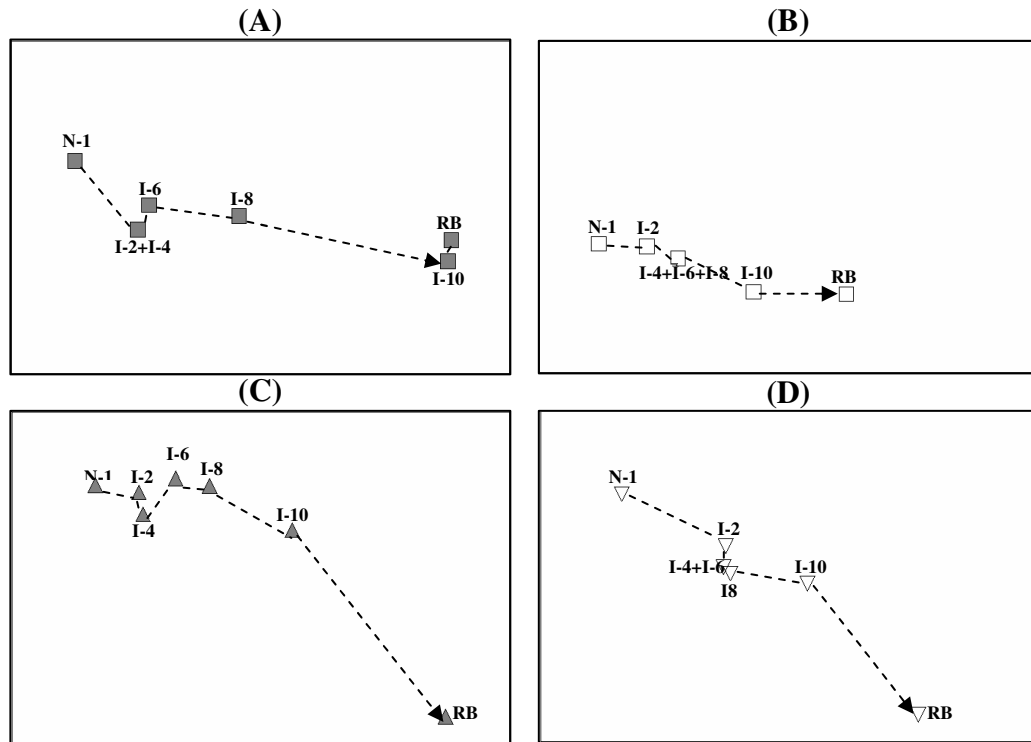 (A)
N-1
I-6
I-8
I-2+I-4
RB
I-10
(B)
N-1
I-2
I-4+I-6+I-8
I-10
RB
(C)
N-1
I-2
I-6
I-8
I-4
I-10
RB
(D)
N-1
I-2
I-4+I-6
I8
I-10
RB